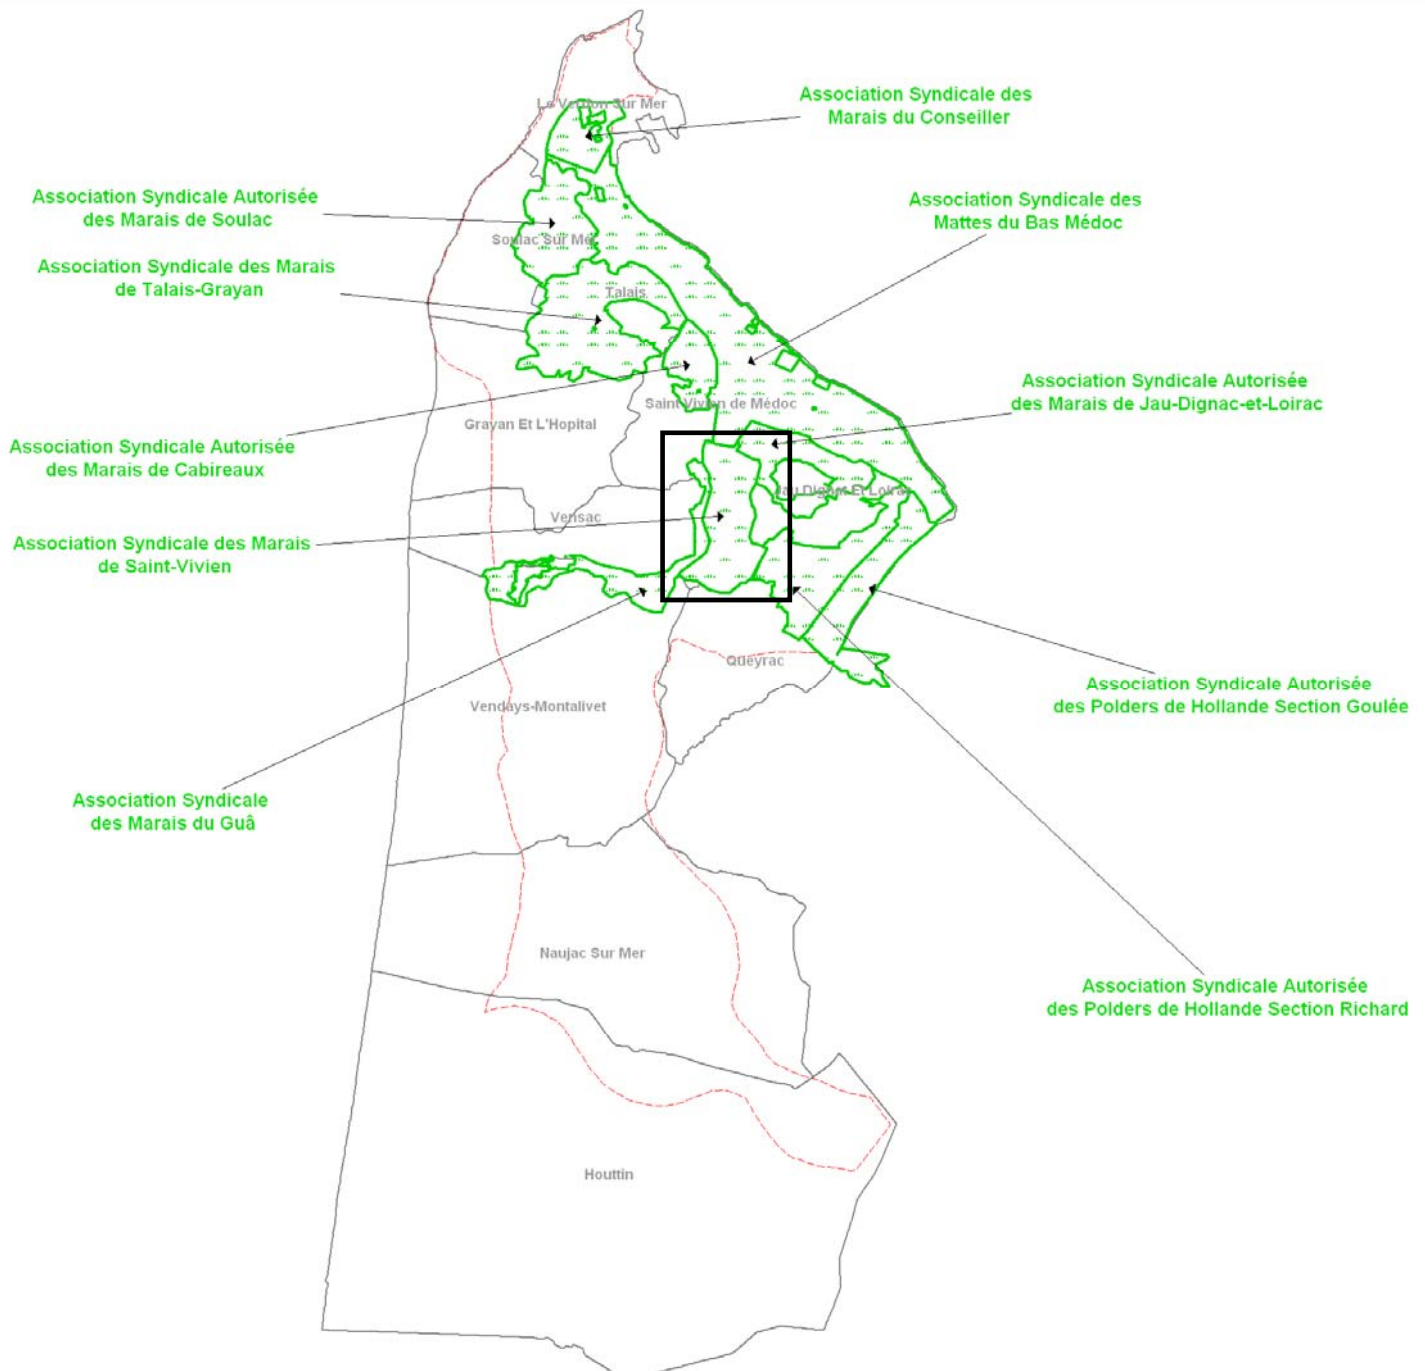 Le Verdon Sur Mer
Association Syndicale des
Marais du Conseiller
Association Syndicale Autorisée
des Marais de Soulac
Association Syndicale des
Mattes du Bas Médoc
Soulac Sur Mer
Association Syndicale des Marais
de Talais-Grayan
Talais
Association Syndicale Autorisée
des Marais de Jau-Dignac-et-Loirac
Saint Vivien de Médoc
Grayan Et L'Hopital
Association Syndicale Autorisée
des Marais de Cabireaux
Jau Dignac Et Loirac
Vensac
Association Syndicale des Marais
de Saint-Vivien
Queyrac
Association Syndicale Autorisée
des Polders de Hollande Section Goulée
Vendays-Montalivet
Association Syndicale
des Marais du Guâ
Naujac Sur Mer
Association Syndicale Autorisée
des Polders de Hollande Section Richard
Houttin